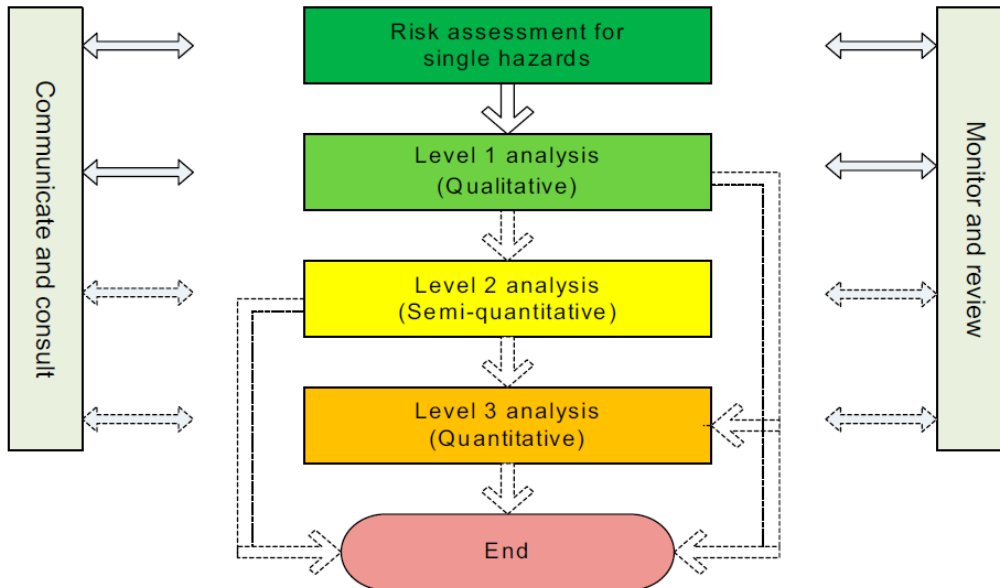 Communicate and consult
Risk assessment for
single hazards
Level 1 analysis
(Qualitative)
Level 2 analysis
(Semi-quantitative)
Level 3 analysis
(Quantitative)
End
Monitor and review